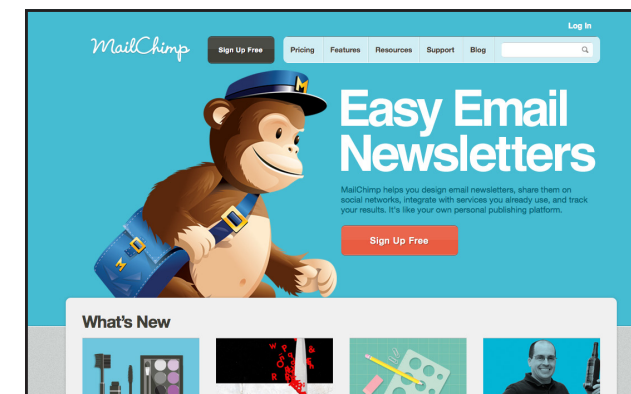 Log In
MailChimp
Sign Up Free
Pricing Features Resources Support Blog
M
Easy Email
Newsletters
MailChimp helps you design email newsletters, share them on
social networks, integrate with services you already use, and track
your results. It's like your own personal publishing platform.
Sign Up Free
M
What's New